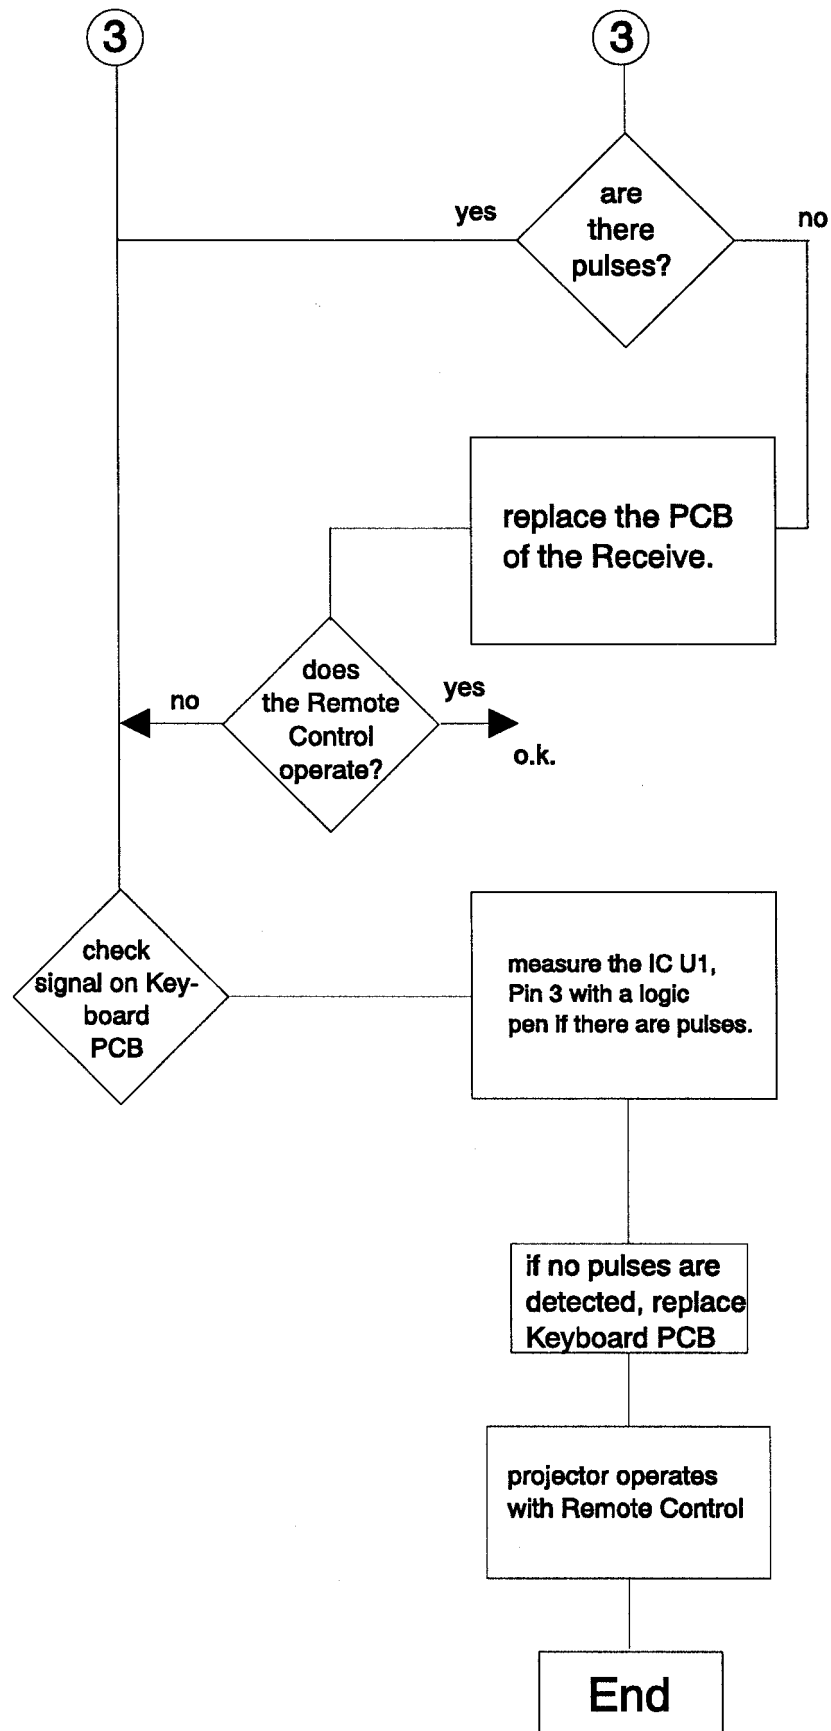 3
3
are
there
pulses?
yes
no
replace the PCB
of the Receive.
does
the Remote
Control
operate?
no
yes
o.k.
check
signal on Key-
board
PCB
measure the IC U1,
Pin 3 with a logic
pen if there are pulses.
if no pulses are
detected, replace
Keyboard PCB
projector operates
with Remote Control
End